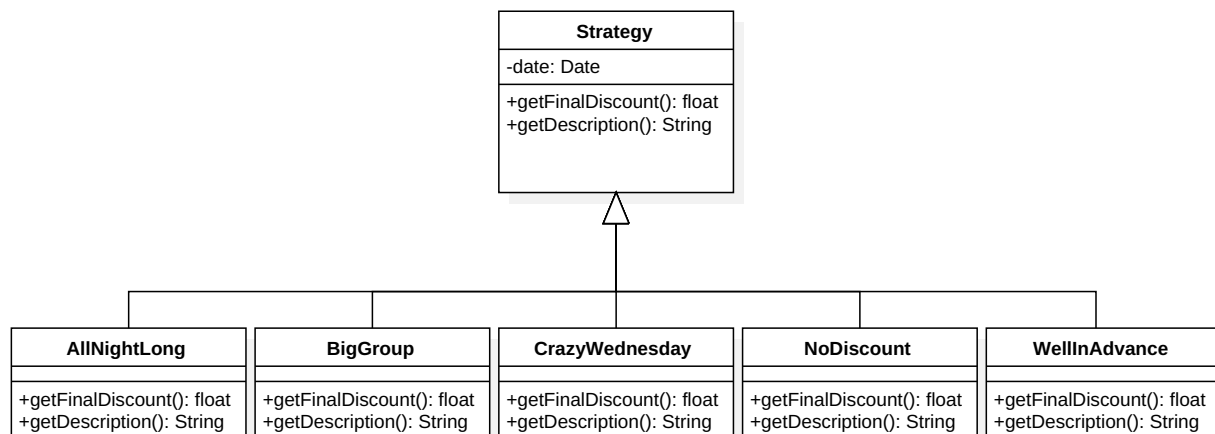 Strategy
-date: Date
+getFinalDiscount(): float
+getDescription(): String
AllNightLong
+getFinalDiscount(): float
+getDescription(): String
BigGroup
+getFinalDiscount(): float
+getDescription(): String
CrazyWednesday
+getFinalDiscount(): float
+getDescription(): String
NoDiscount
+getFinalDiscount(): float
+getDescription(): String
WellInAdvance
+getFinalDiscount(): float
+getDescription(): String